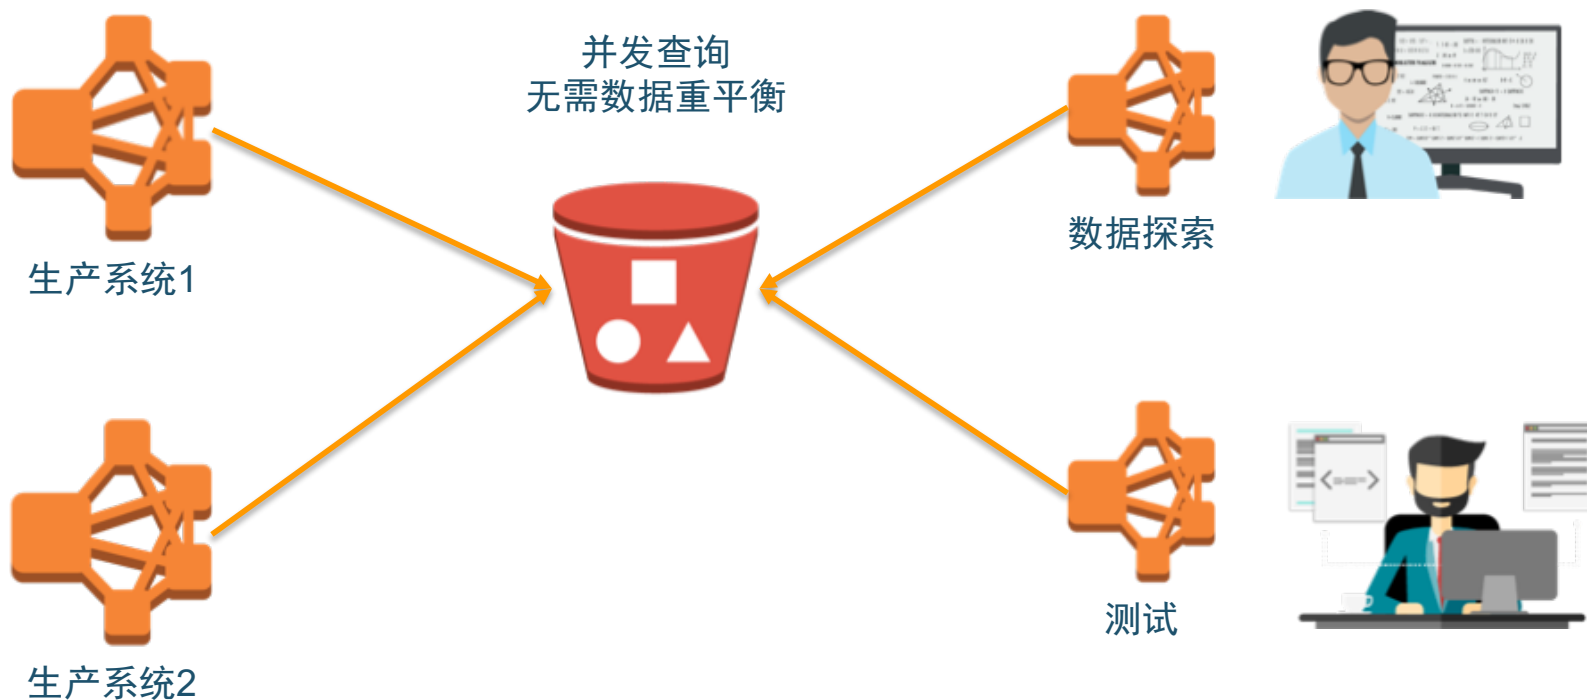 并发查询
无需数据重平衡
生产系统1
数据探索
生产系统2
测试